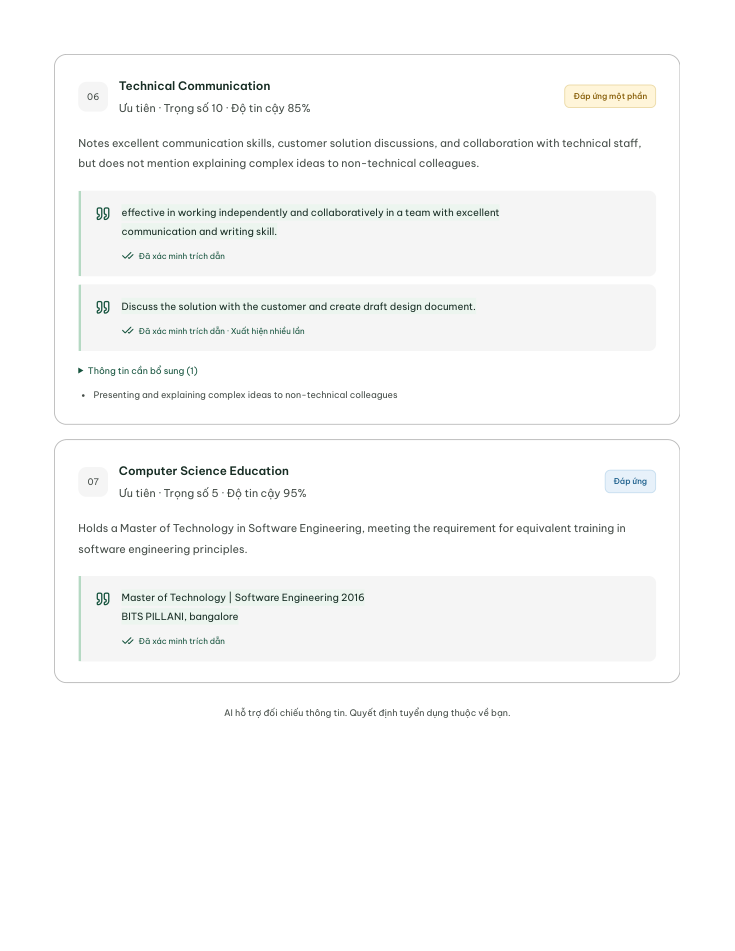 06
Technical Communication
Ưu tiên · Trọng số 10 · Độ tin cậy 85%
Đáp ứng một phần
Notes excellent communication skills, customer solution discussions, and collaboration with technical staff,
but does not mention explaining complex ideas to non-technical colleagues.
effective in working independently and collaboratively in a team with excellent
communication and writing skill.
Đã xác minh trích dẫn
Discuss the solution with the customer and create draft design document.
Đã xác minh trích dẫn · Xuất hiện nhiều lần
Thông tin cần bổ sung (1)
• Presenting and explaining complex ideas to non-technical colleagues
07
Computer Science Education
Ưu tiên · Trọng số 5 · Độ tin cậy 95%
Đáp ứng
Holds a Master of Technology in Software Engineering, meeting the requirement for equivalent training in
software engineering principles.
Master of Technology | Software Engineering 2016
BITS PILLANI, bangalore
Đã xác minh trích dẫn
AI hỗ trợ đối chiếu thông tin. Quyết định tuyển dụng thuộc về bạn.